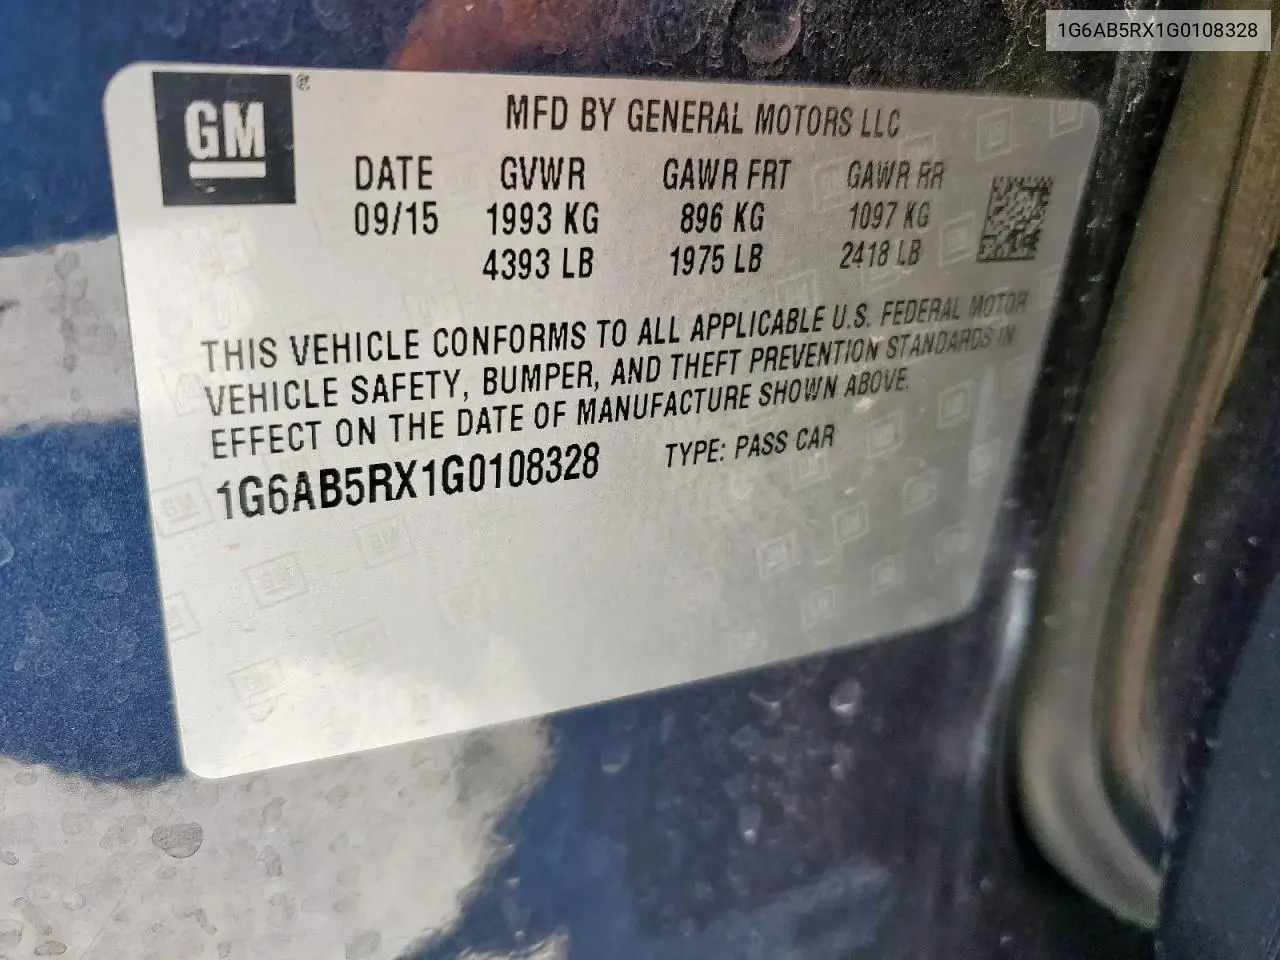 1G6AB5RX1G0108328
GM ®
MFD BY GENERAL MOTORS LLC
DATE GVWR GAWR FRT GAWR RR
09/15 1993 KG 896 KG 1097 KG
4393 LB 1975 LB 2418 LB
THIS VEHICLE CONFORMS TO ALL APPLICABLE U.S. FEDERAL MOTOR
VEHICLE SAFETY, BUMPER, AND THEFT PREVENTION STANDARDS IN
EFFECT ON THE DATE OF MANUFACTURE SHOWN ABOVE.
1G6AB5RX1G0108328 TYPE: PASS CAR